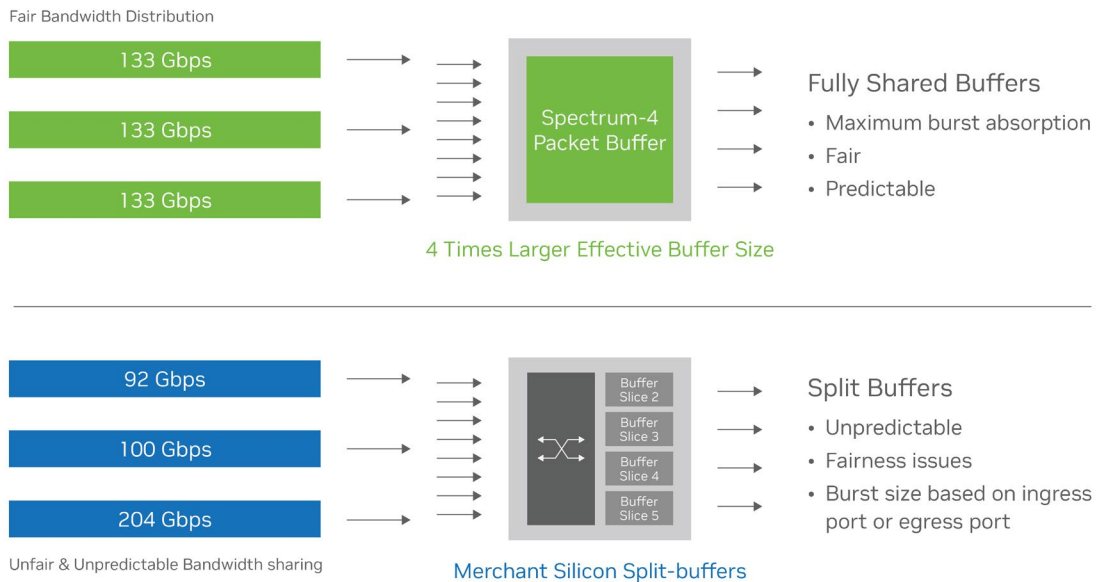 Fair Bandwidth Distribution
133 Gbps
133 Gbps
133 Gbps
Spectrum-4
Packet Buffer
4 Times Larger Effective Buffer Size
Fully Shared Buffers
• Maximum burst absorption
• Fair
• Predictable
92 Gbps
100 Gbps
204 Gbps
Unfair & Unpredictable Bandwidth sharing
Buffer
Slice 2
Buffer
Slice 3
Buffer
Slice 4
Buffer
Slice 5
Merchant Silicon Split-buffers
Split Buffers
• Unpredictable
• Fairness issues
• Burst size based on ingress
port or egress port